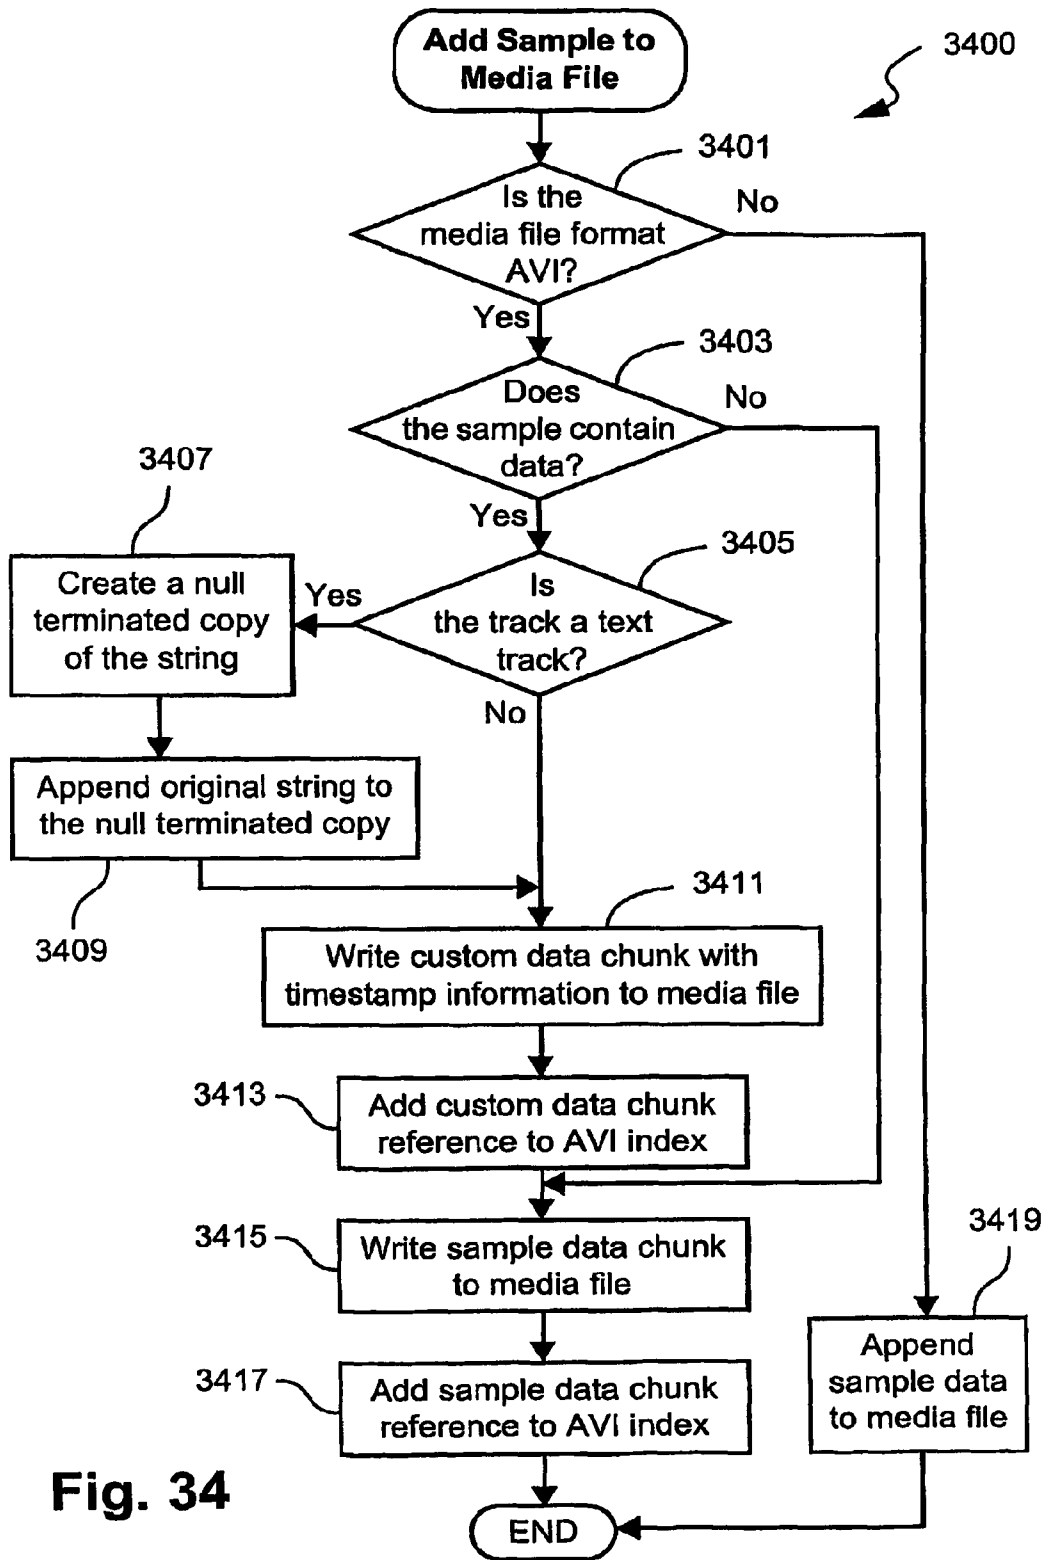 Add Sample to
Media File
3400
3401
Is the
media file format
AVI?
No
Yes
3403
Does
the sample contain
data?
No
Yes
3407
3405
Create a null
terminated copy
of the string
Yes
Is
the track a text
track?
No
Append original string to
the null terminated copy
3409
3411
Write custom data chunk with
timestamp information to media file
3413
Add custom data chunk
reference to AVI index
3415
Write sample data chunk
to media file
3419
Append
sample data
to media file
3417
Add sample data chunk
reference to AVI index
Fig. 34
END